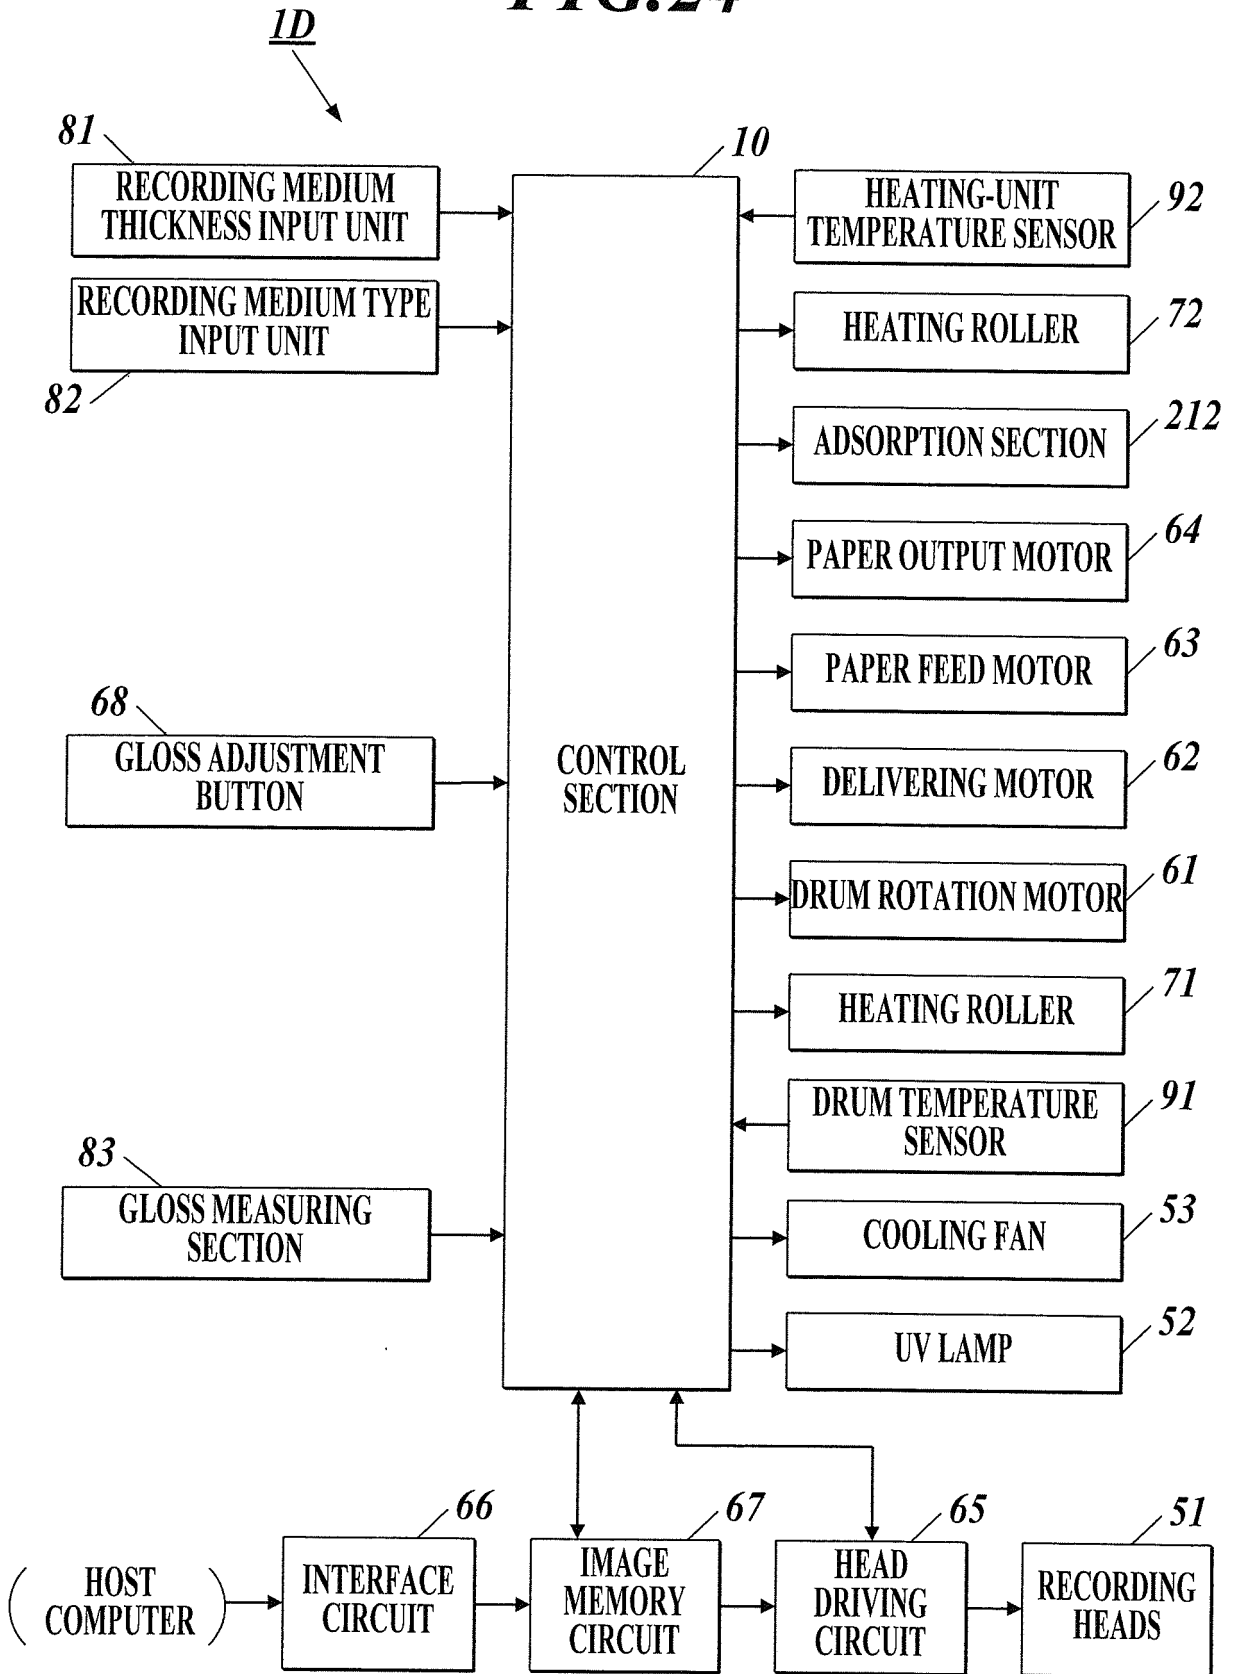 FIG.24
1D
81
RECORDING MEDIUM
THICKNESS INPUT UNIT
RECORDING MEDIUM TYPE
INPUT UNIT
82
68
GLOSS ADJUSTMENT
BUTTON
83
GLOSS MEASURING
SECTION
10
CONTROL
SECTION
HEATING-UNIT
TEMPERATURE SENSOR
92
HEATING ROLLER
72
ADSORPTION SECTION
212
PAPER OUTPUT MOTOR
64
PAPER FEED MOTOR
63
DELIVERING MOTOR
62
DRUM ROTATION MOTOR
61
HEATING ROLLER
71
DRUM TEMPERATURE
SENSOR
91
COOLING FAN
53
UV LAMP
52
HOST
COMPUTER
66
INTERFACE
CIRCUIT
67
IMAGE
MEMORY
CIRCUIT
65
HEAD
DRIVING
CIRCUIT
51
RECORDING
HEADS